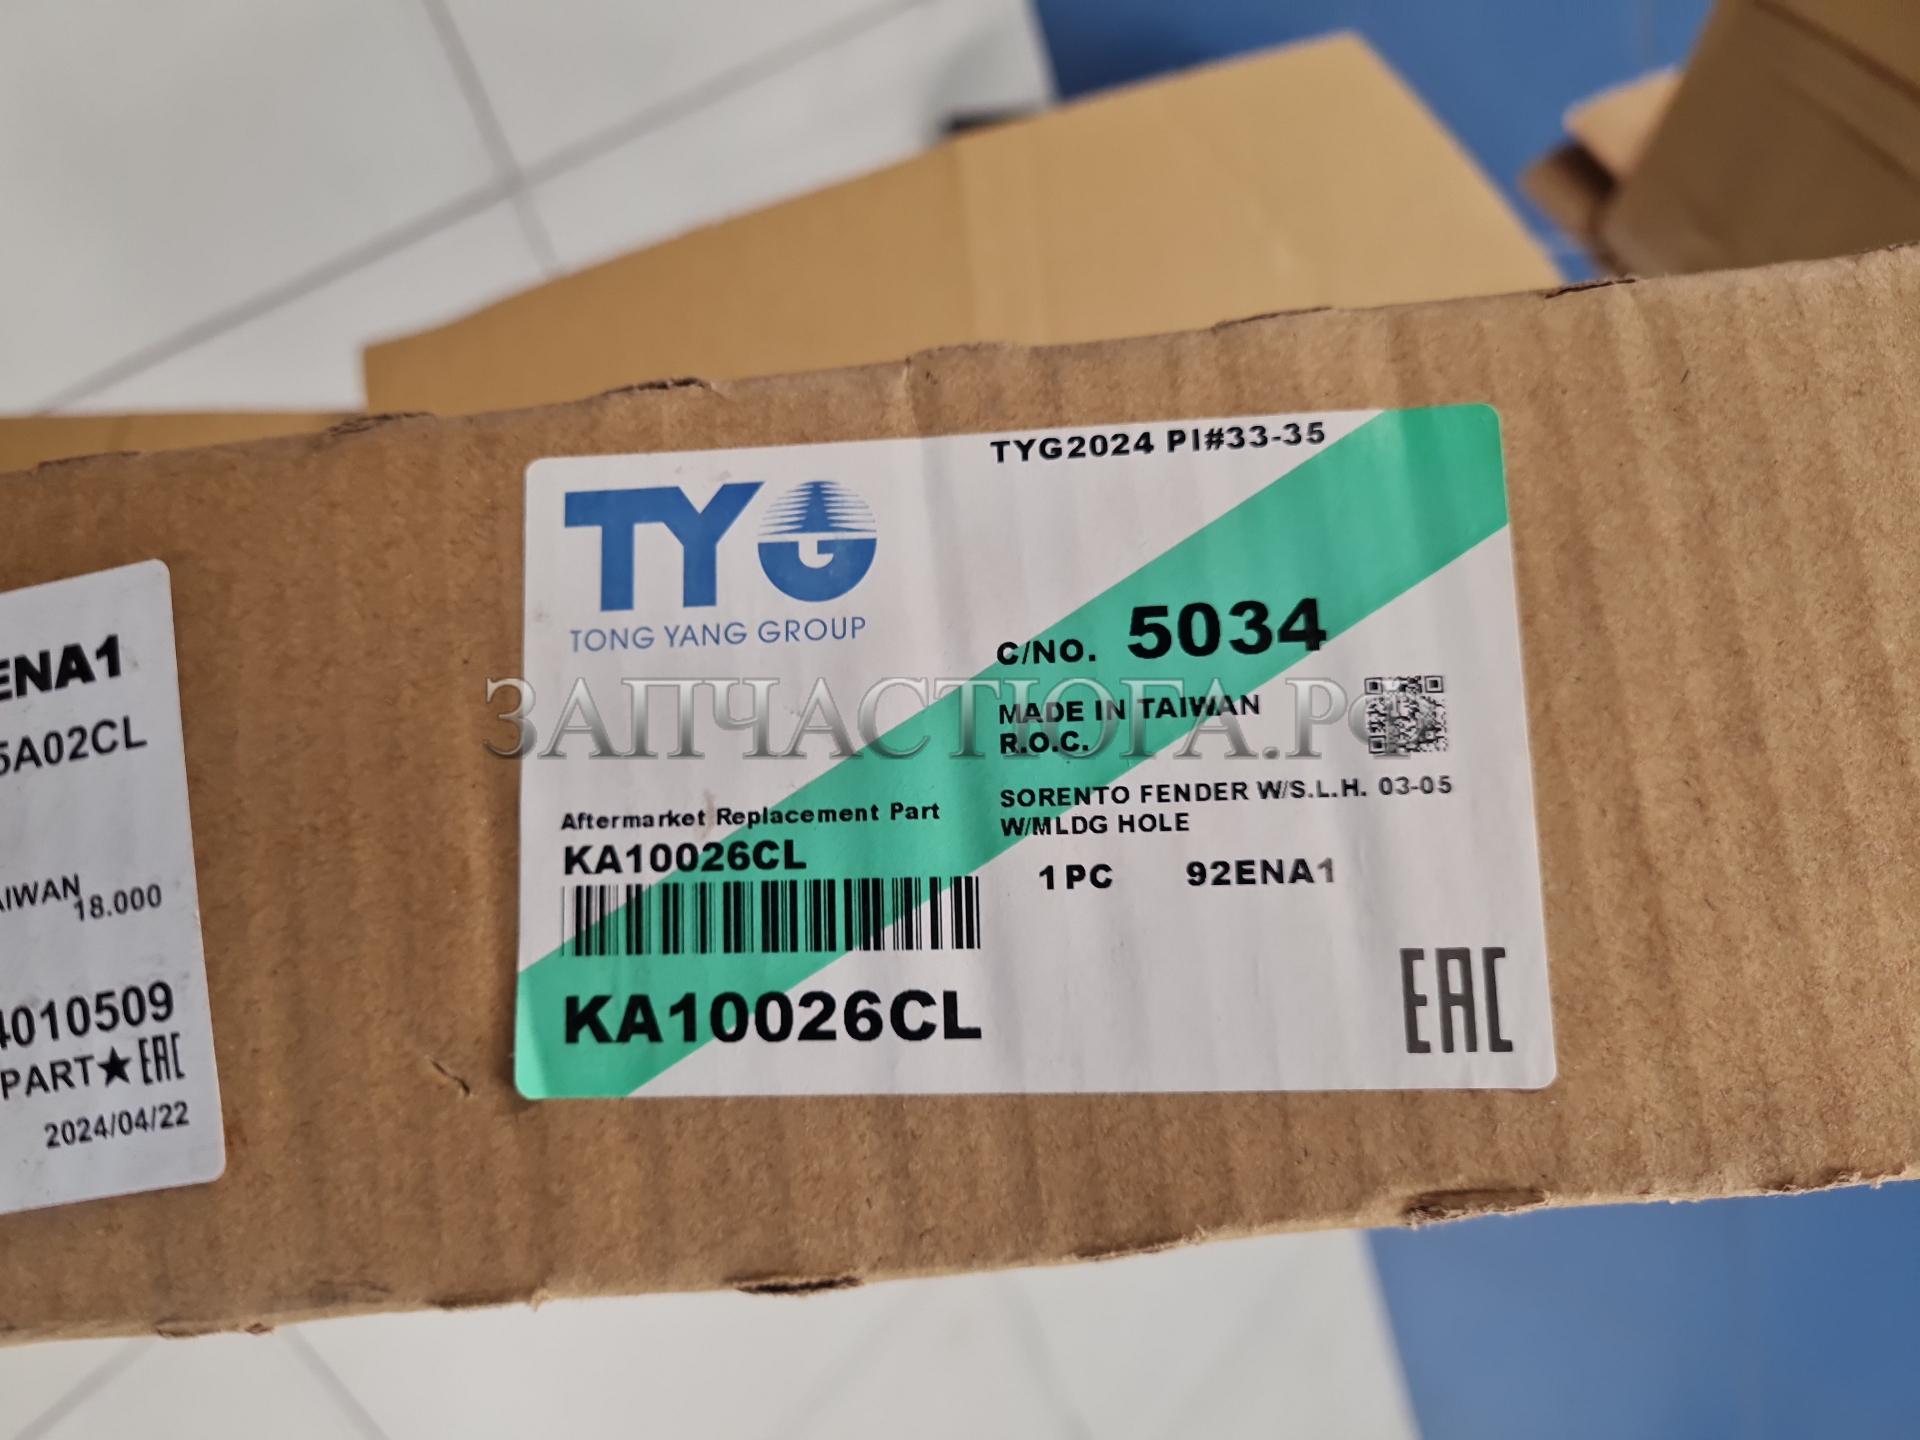 ENA1
5A02CL
AIWAN
18.000
4010509
PART★EAC
2024/04/22
TYG2024 PI#33-35
TYG
TONG YANG GROUP
C/NO. 5034
ЗАПЧАСТЮГА.РФ
MADE IN TAIWAN
R.O.C.
SORENTO FENDER W/S.L.H. 03-05
W/MLDG HOLE
1PC 92ENA1
Aftermarket Replacement Part
KA10026CL
KA10026CL
EAC